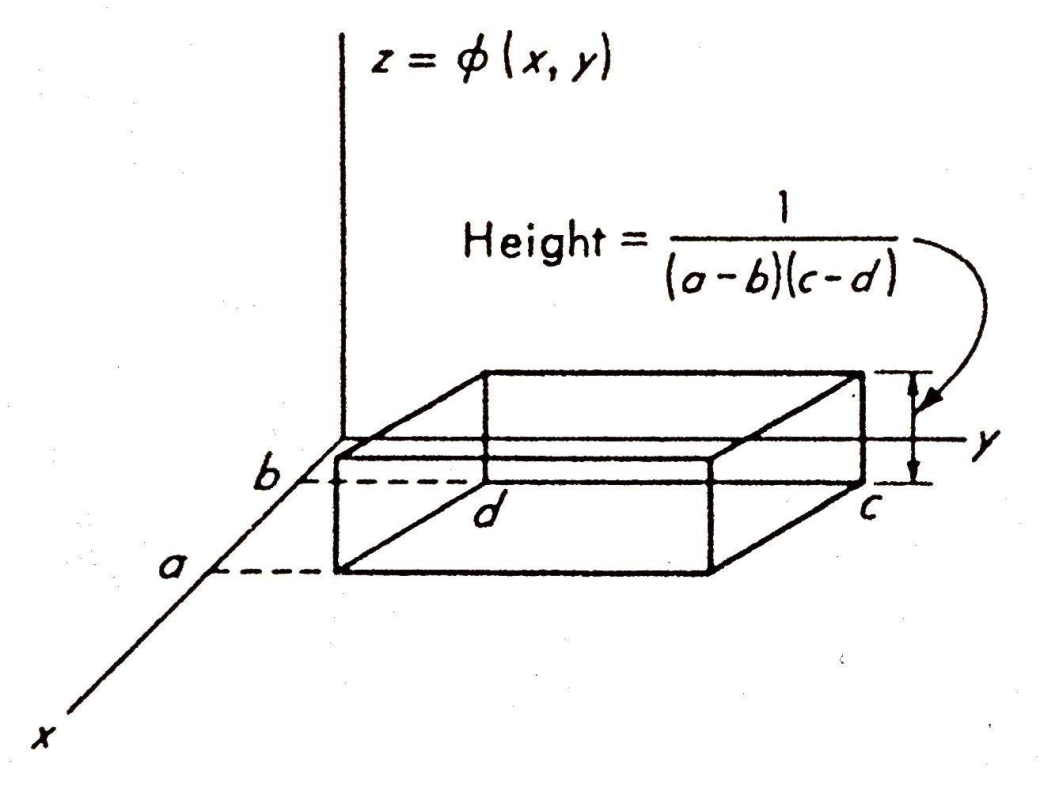 z = ϕ(x, y)
Height = 1/((a-b)(c-d))
y
b
d
c
a
x